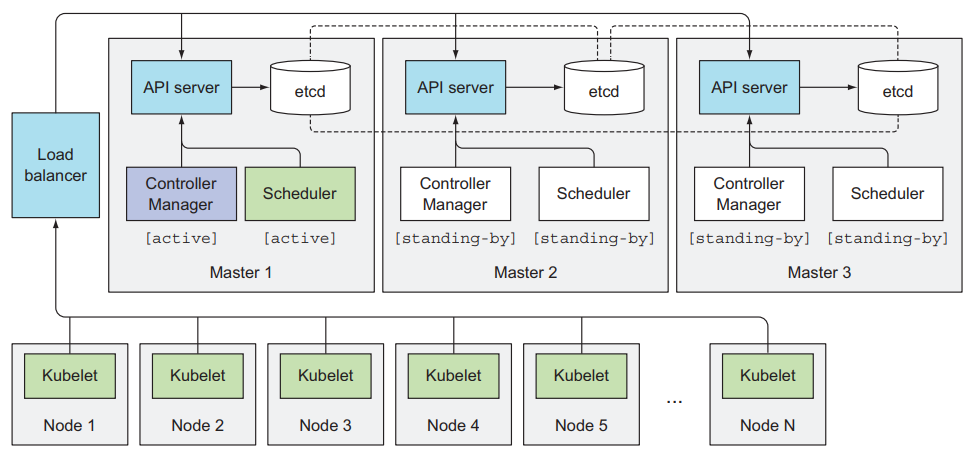 API server
etcd
API server
etcd
API server
etcd
Load
balancer
Controller
Manager
Scheduler
Controller
Manager
Scheduler
Controller
Manager
Scheduler
[active]
[active]
[standing-by]
[standing-by]
[standing-by]
[standing-by]
Master 1
Master 2
Master 3
Kubelet
Kubelet
Kubelet
Kubelet
Kubelet
Kubelet
...
Node 1
Node 2
Node 3
Node 4
Node 5
Node N